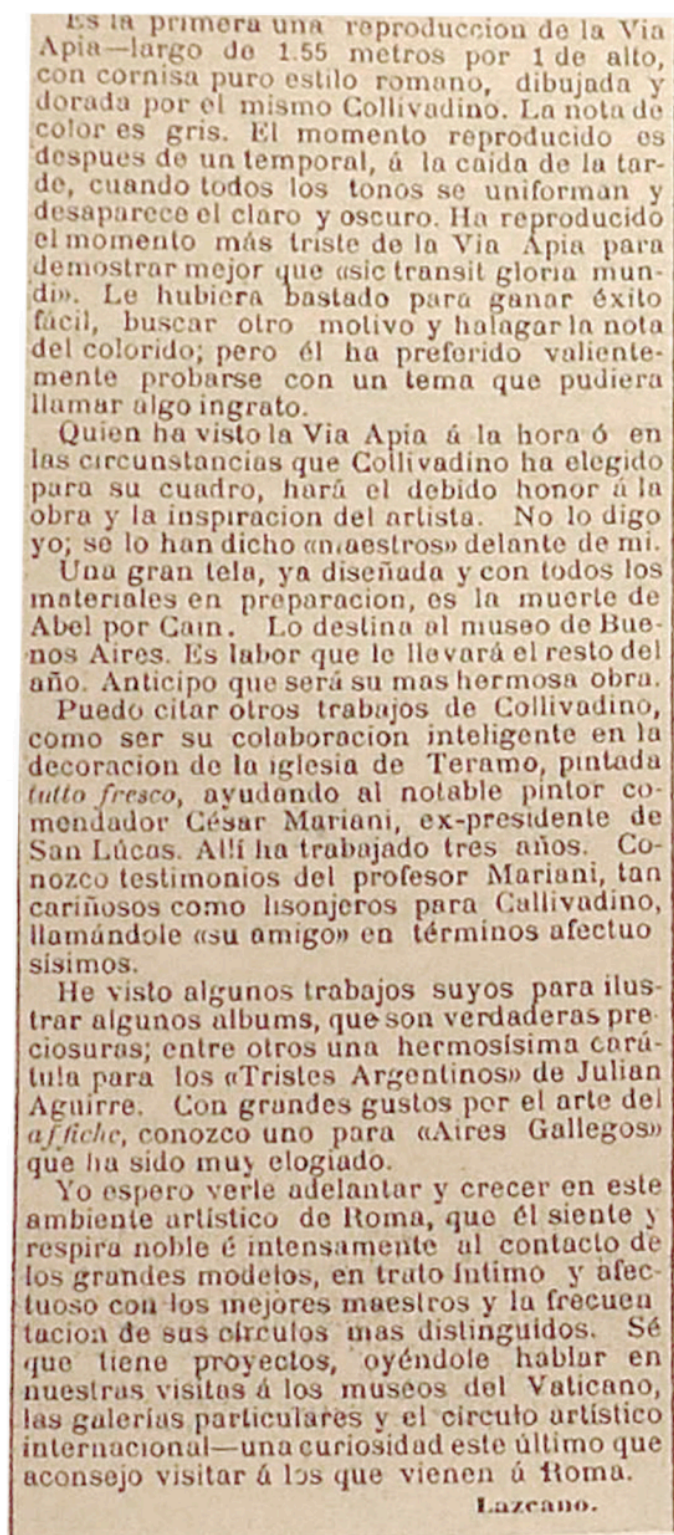 Es la primera una reproduccion de la Via
Apia—largo de 1.55 metros por 1 de alto,
con cornisa puro estilo romano, dibujada y
dorada por el mismo Collivadino. La nota de
color es gris. El momento reproducido es
despues de un temporal, á la caida de la tar-
de, cuando todos los tonos se uniforman y
desaparece el claro y oscuro. Ha reproducido
el momento más triste de la Via Apia para
demostrar mejor que «sic transit gloria mun-
di». Le hubiera bastado para ganar éxito
fácil, buscar otro motivo y halagar la nota
del colorido; pero él ha preferido valiente-
mente probarse con un tema que pudiera
llamar algo ingrato.
Quien ha visto la Via Apia á la hora ó en
las circunstancias que Collivadino ha elegido
para su cuadro, hará el debido honor á la
obra y la inspiracion del artista. No lo digo
yo; se lo han dicho «maestros» delante de mi.
Una gran tela, ya diseñada y con todos los
materiales en preparacion, es la muerte de
Abel por Cain. Lo destina al museo de Bue-
nos Aires. Es labor que le llevará el resto del
año. Anticipo que será su mas hermosa obra.
Puedo citar otros trabajos de Collivadino,
como ser su colaboracion inteligente en la
decoracion de la iglesia de Teramo, pintada
tutto fresco, ayudando al notable pintor co-
mendador César Mariani, ex-presidente de
San Lúcas. Allí ha trabajado tres años. Co-
nozco testimonios del profesor Mariani, tan
cariñosos como lisonjeros para Callivadino,
llamándole «su amigo» en términos afectuo
sísimos.
He visto algunos trabajos suyos para ilus-
trar algunos albums, que son verdaderas pre-
ciosuras; entre otros una hermosísima cará-
tula para los «Tristes Argentinos» de Julian
Aguirre. Con grandes gustos por el arte del
affiche, conozco uno para «Aires Gallegos»
que ha sido muy elogiado.
Yo espero verle adelantar y crecer en este
ambiente artístico de Roma, que él siente y
respira noble é intensamente al contacto de
los grandes modelos, en trato íntimo y afec-
tuoso con los mejores maestros y la frecuen
tacion de sus círculos mas distinguidos. Sé
que tiene proyectos, oyéndole hablar en
nuestras visitas á los museos del Vaticano,
las galerias particulares y el circulo artístico
internacional—una curiosidad este último que
aconsejo visitar á los que vienen á Roma.
Lazcano.